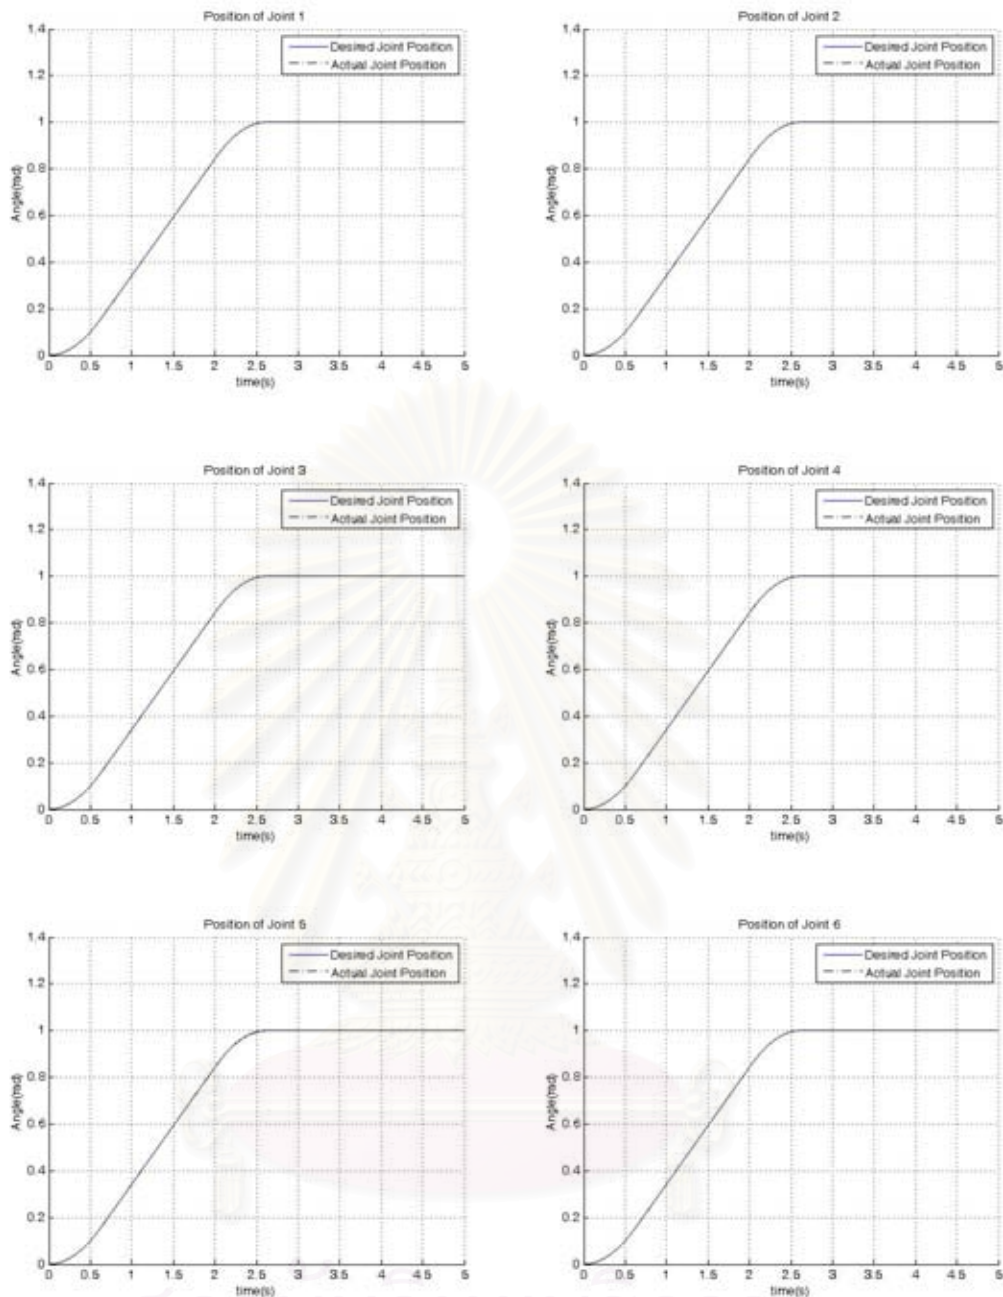 Position of Joint 1
1.4
1.2
1
0.8
0.6
0.4
0.2
0
Angle(rad)
Desired Joint Position
Actual Joint Position
0 0.5 1 1.5 2 2.5 3 3.5 4 4.5 5
time(s)
Position of Joint 2
1.4
1.2
1
0.8
0.6
0.4
0.2
0
Angle(rad)
Desired Joint Position
Actual Joint Position
0 0.5 1 1.5 2 2.5 3 3.5 4 4.5 5
time(s)
Position of Joint 3
1.4
1.2
1
0.8
0.6
0.4
0.2
0
Angle(rad)
Desired Joint Position
Actual Joint Position
0 0.5 1 1.5 2 2.5 3 3.5 4 4.5 5
time(s)
Position of Joint 4
1.4
1.2
1
0.8
0.6
0.4
0.2
0
Angle(rad)
Desired Joint Position
Actual Joint Position
0 0.5 1 1.5 2 2.5 3 3.5 4 4.5 5
time(s)
Position of Joint 5
1.4
1.2
1
0.8
0.6
0.4
0.2
0
Angle(rad)
Desired Joint Position
Actual Joint Position
0 0.5 1 1.5 2 2.5 3 3.5 4 4.5 5
time(s)
Position of Joint 6
1.4
1.2
1
0.8
0.6
0.4
0.2
0
Angle(rad)
Desired Joint Position
Actual Joint Position
0 0.5 1 1.5 2 2.5 3 3.5 4 4.5 5
time(s)